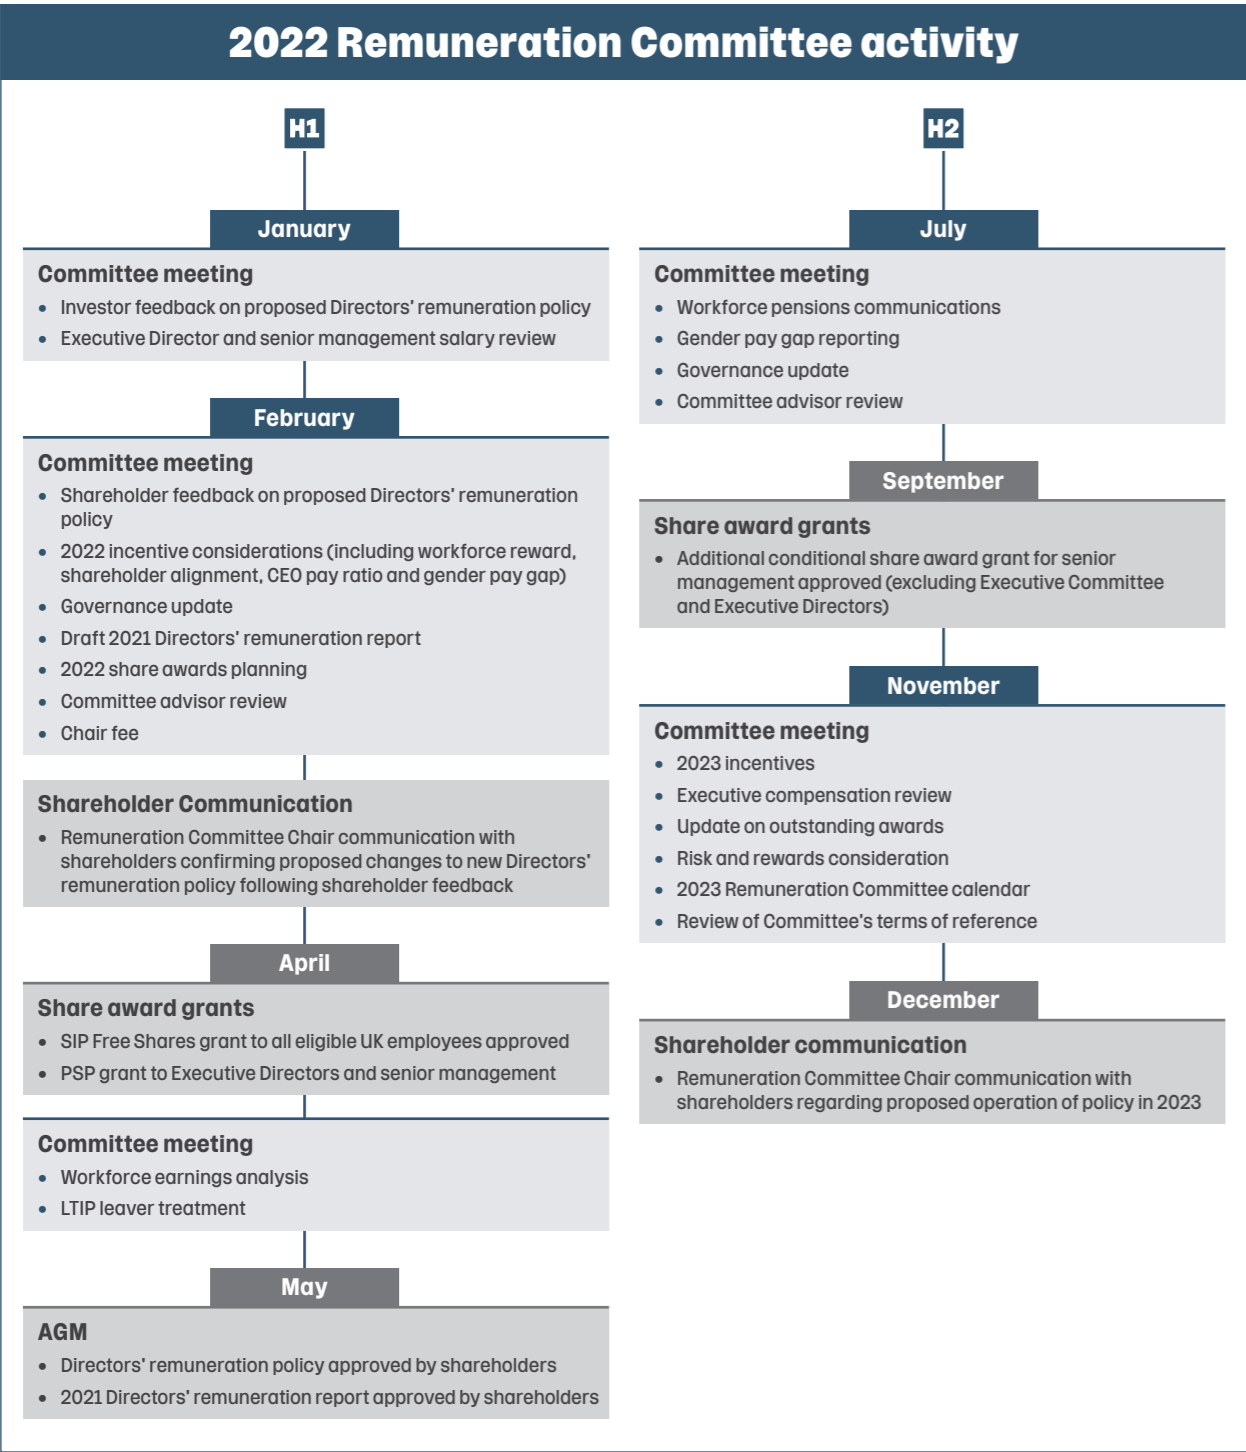 2022 Remuneration Committee activity
H1
January
Committee meeting
• Investor feedback on proposed Directors' remuneration policy
• Executive Director and senior management salary review
February
Committee meeting
• Shareholder feedback on proposed Directors' remuneration
policy
• 2022 incentive considerations (including workforce reward,
shareholder alignment, CEO pay ratio and gender pay gap)
• Governance update
• Draft 2021 Directors' remuneration report
• 2022 share awards planning
• Committee advisor review
• Chair fee
Shareholder Communication
• Remuneration Committee Chair communication with
shareholders confirming proposed changes to new Directors'
remuneration policy following shareholder feedback
April
Share award grants
• SIP Free Shares grant to all eligible UK employees approved
• PSP grant to Executive Directors and senior management
Committee meeting
• Workforce earnings analysis
• LTIP leaver treatment
May
AGM
• Directors' remuneration policy approved by shareholders
• 2021 Directors' remuneration report approved by shareholders
H2
July
Committee meeting
• Workforce pensions communications
• Gender pay gap reporting
• Governance update
• Committee advisor review
September
Share award grants
• Additional conditional share award grant for senior
management approved (excluding Executive Committee
and Executive Directors)
November
Committee meeting
• 2023 incentives
• Executive compensation review
• Update on outstanding awards
• Risk and rewards consideration
• 2023 Remuneration Committee calendar
• Review of Committee's terms of reference
December
Shareholder communication
• Remuneration Committee Chair communication with
shareholders regarding proposed operation of policy in 2023